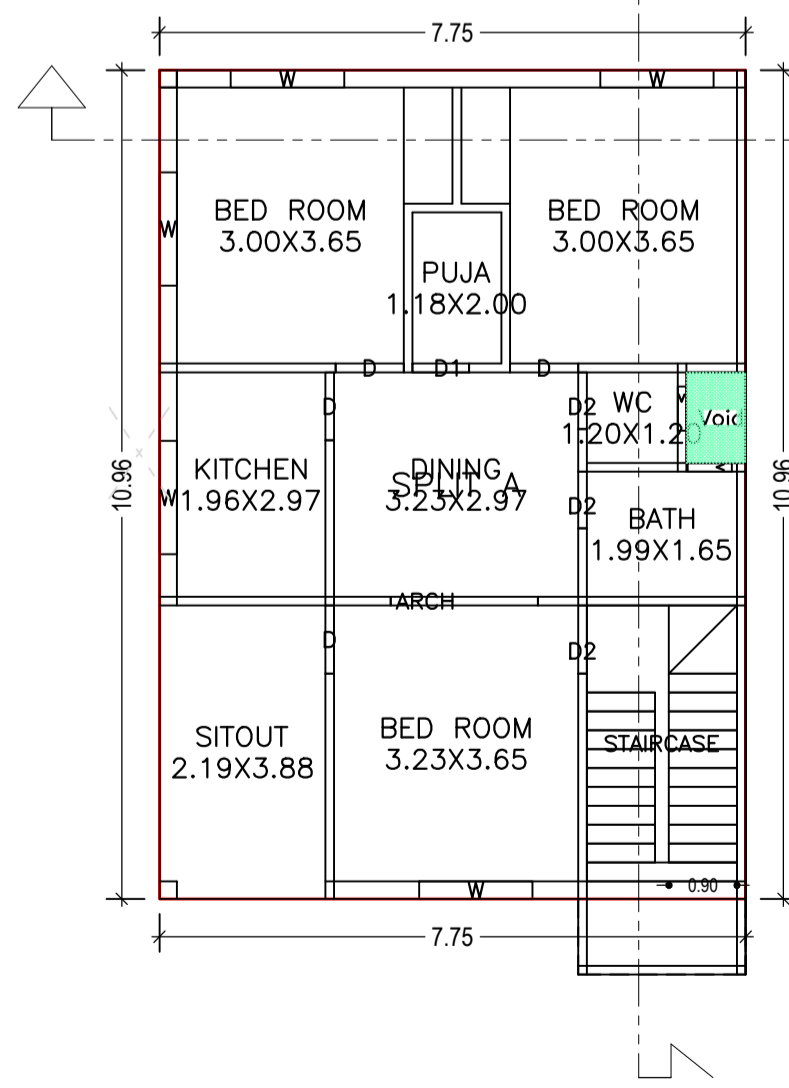 7.75
W
W
BED ROOM
3.00X3.65
BED ROOM
3.00X3.65
W
PUJA
1.18X2.00
D
D1
D
D
D2
WC
1.20X1.20
Void
10.96
10.96
KITCHEN
1.96X2.97
DINING
3.23X2.97
SPLIT A
W
D2
BATH
1.99X1.65
ARCH
D
D2
SITOUT
2.19X3.88
BED ROOM
3.23X3.65
STAIRCASE
W
0.90
7.75